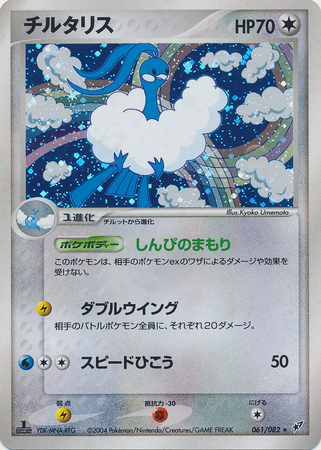 チルタリス HP70
Illus.Kyoko Umemoto
1進化 チルットから進化
ポケボデー しんぴのまもり
このポケモンは、相手のポケモンexのワザによるダメージや効果を
受けない。
ダブルウイング
相手のバトルポケモン全員に、それぞれ20ダメージ。
スピードひこう 50
弱点 抵抗力 -30 にげる
1 EDITION YDK-MNA-KFG ©2004 Pokémon/Nintendo/Creatures/GAME FREAK 061/082 ★